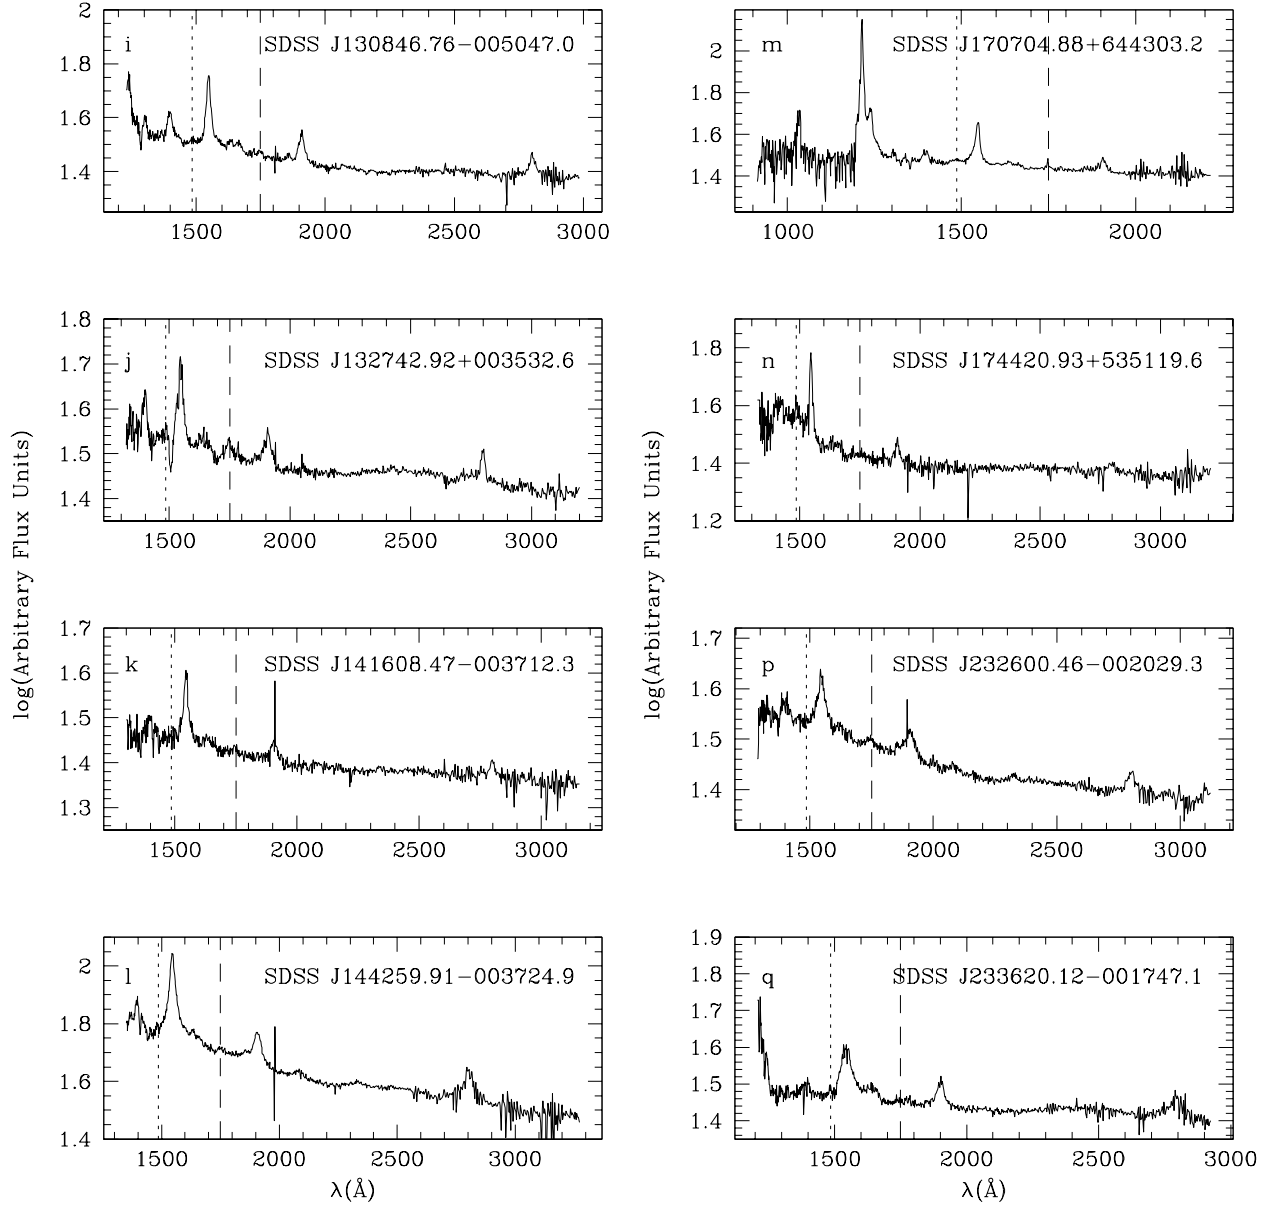 i SDSS J130846.76−005047.0
2
1.8
1.6
1.4
1500 2000 2500 3000
m SDSS J170704.88+644303.2
2
1.8
1.6
1.4
1000 1500 2000
j SDSS J132742.92+003532.6
1.8
1.7
1.6
1.5
1.4
1500 2000 2500 3000
n SDSS J174420.93+535119.6
1.8
1.6
1.4
1.2
1500 2000 2500 3000
log(Arbitrary Flux Units)
log(Arbitrary Flux Units)
k SDSS J141608.47−003712.3
1.7
1.6
1.5
1.4
1.3
1500 2000 2500 3000
p SDSS J232600.46−002029.3
1.7
1.6
1.5
1.4
1500 2000 2500 3000
l SDSS J144259.91−003724.9
2
1.8
1.6
1.4
1500 2000 2500 3000
λ(Å)
q SDSS J233620.12−001747.1
1.9
1.8
1.7
1.6
1.5
1.4
1500 2000 2500 3000
λ(Å)